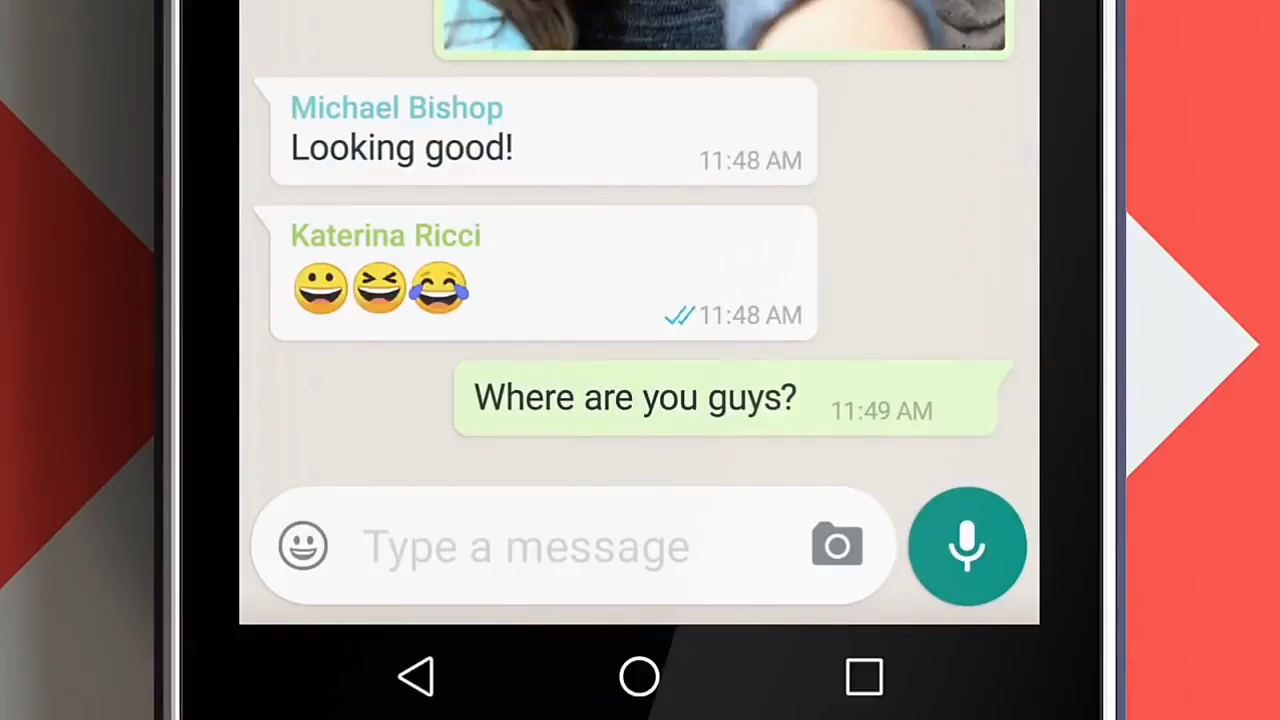 Michael Bishop
Looking good!
11:48 AM
Katerina Ricci
😀😆😂
11:48 AM
Where are you guys? 11:49 AM
Type a message